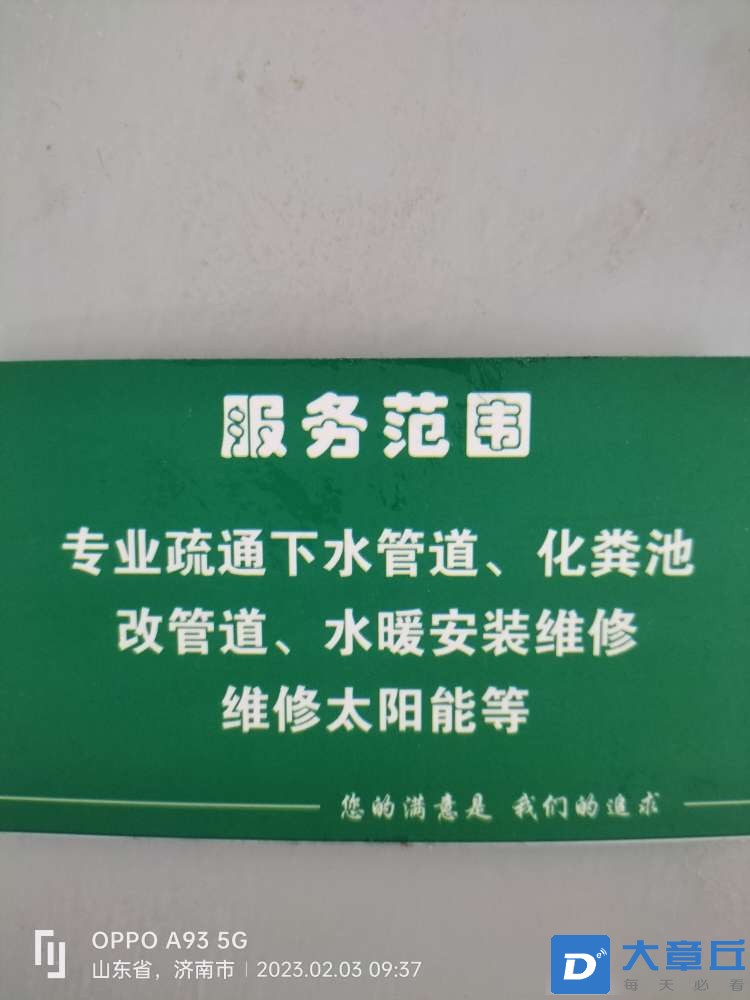 服务范围
专业疏通下水管道、化粪池
改管道、水暖安装维修
维修太阳能等
您的满意是 我们的追求
OPPO A93 5G
山东省，济南市 | 2023.02.03 09:37
大章丘
每天必看